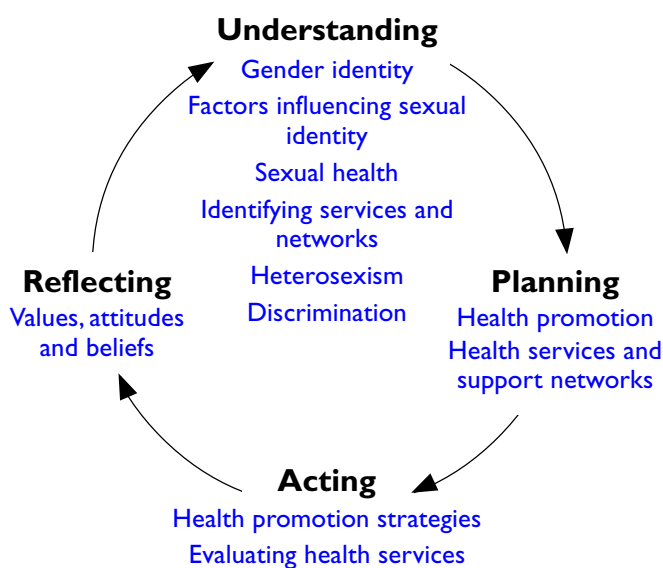 Understanding
Gender identity
Factors influencing sexual
identity
Sexual health
Identifying services and
networks
Heterosexism
Discrimination
Planning
Health promotion
Health services and
support networks
Acting
Health promotion strategies
Evaluating health services
Reflecting
Values, attitudes
and beliefs